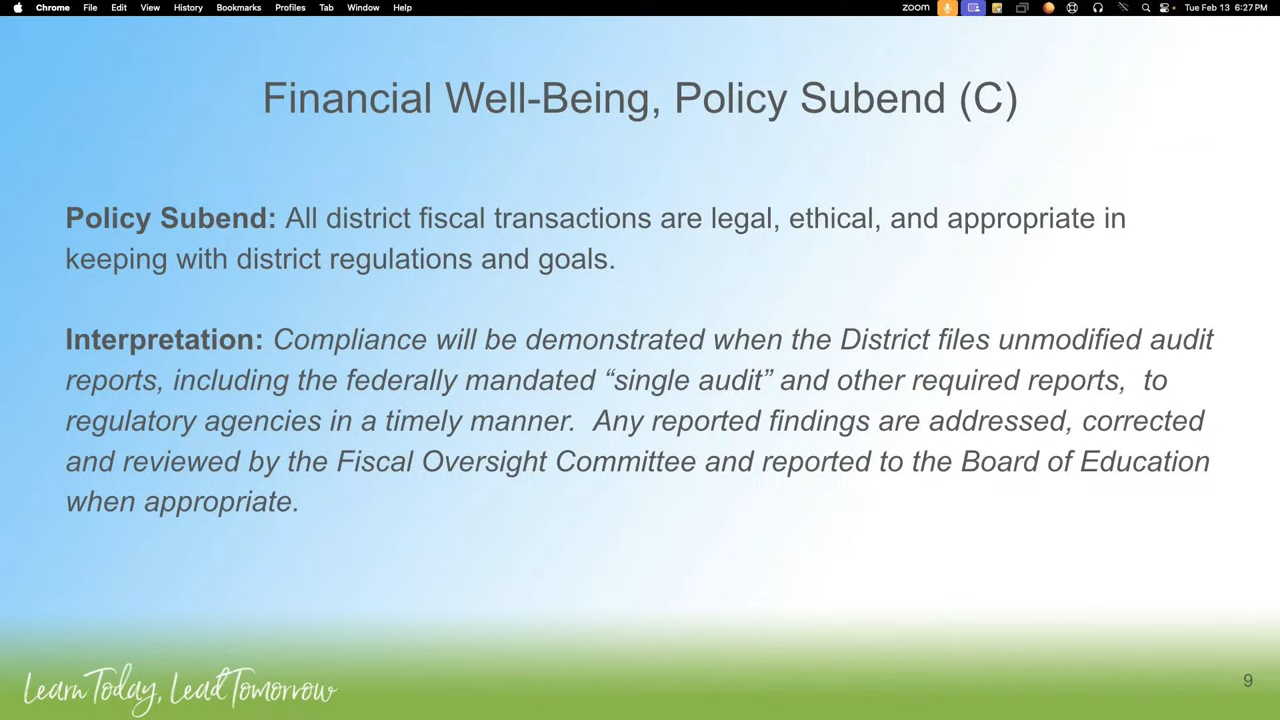 Chrome File Edit View History Bookmarks Profiles Tab Window Help zoom Tue Feb 13 6:27 PM
Financial Well-Being, Policy Subend (C)
Policy Subend: All district fiscal transactions are legal, ethical, and appropriate in
keeping with district regulations and goals.
Interpretation: Compliance will be demonstrated when the District files unmodified audit
reports, including the federally mandated “single audit” and other required reports,  to
regulatory agencies in a timely manner.  Any reported findings are addressed, corrected
and reviewed by the Fiscal Oversight Committee and reported to the Board of Education
when appropriate.
Learn Today, Lead Tomorrow
9